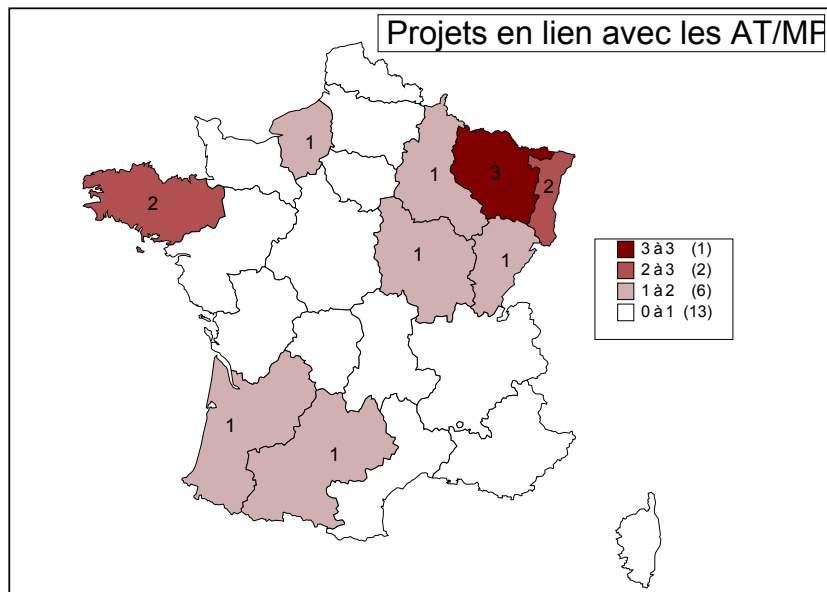 Projets en lien avec les AT/MP
1
1
3
2
2
1
1
3 à 3 (1)
2 à 3 (2)
1 à 2 (6)
0 à 1 (13)
1
1